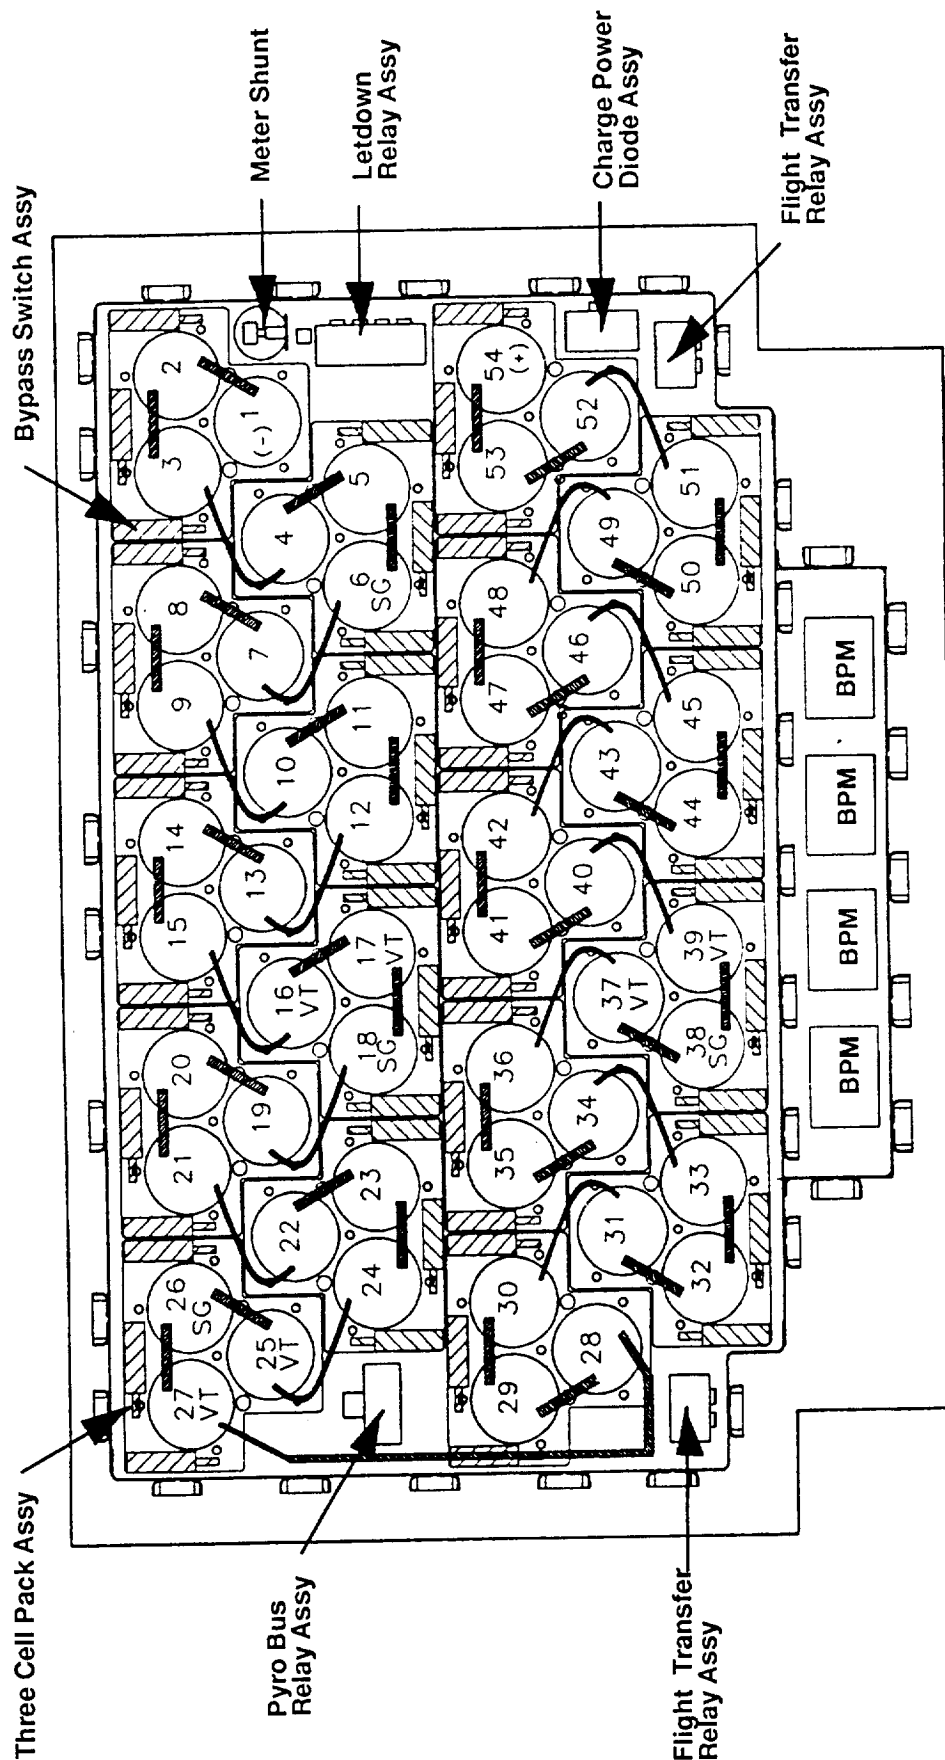 Three Cell Pack Assy
Bypass Switch Assy
Meter Shunt
Letdown
Relay Assy
Charge Power
Diode Assy
Flight Transfer
Relay Assy
Pyro Bus
Relay Assy
Flight Transfer
Relay Assy
27
VT
26
SG
21
20
15
14
9
8
3
2
25
VT
19
13
7
(-) 1
22
16
VT
10
4
24
23
18
SG
17
VT
12
11
6
SG
5
29
30
35
36
41
42
47
48
53
54
(+)
28
34
40
46
52
31
37
VT
43
49
32
33
38
SG
39
VT
44
45
50
51
BPM
BPM
BPM
BPM